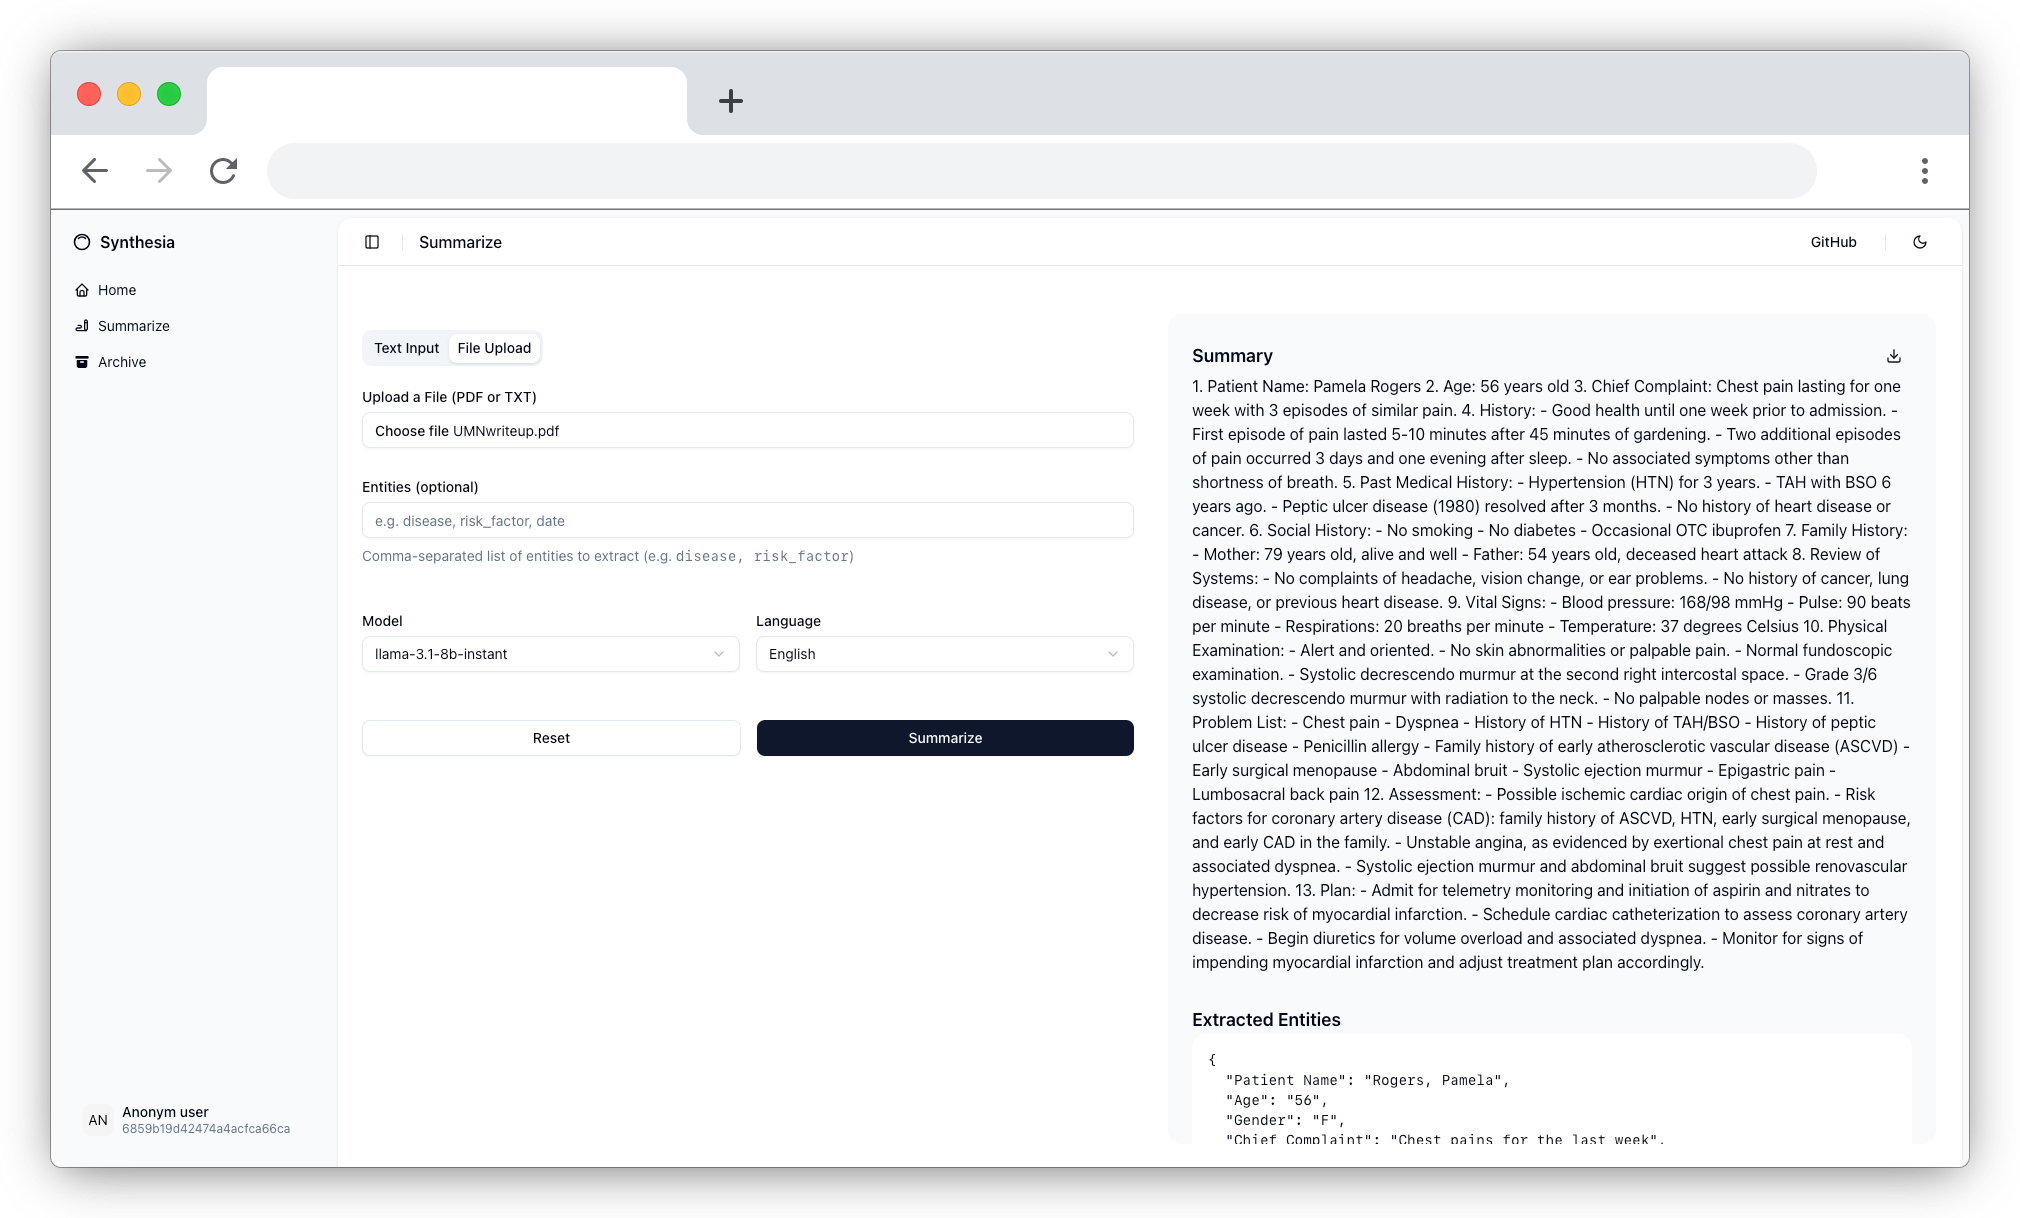 Synthesia
Home
Summarize
Archive
AN
Anonym user
6859b19d42474a4acfca66ca
Summarize
GitHub
Text Input
File Upload
Upload a File (PDF or TXT)
Choose file UMNwriteup.pdf
Entities (optional)
e.g. disease, risk_factor, date
Comma-separated list of entities to extract (e.g. disease, risk_factor)
Model
Language
llama-3.1-8b-instant
English
Reset
Summarize
Summary
1. Patient Name: Pamela Rogers 2. Age: 56 years old 3. Chief Complaint: Chest pain lasting for one
week with 3 episodes of similar pain. 4. History: - Good health until one week prior to admission. -
First episode of pain lasted 5-10 minutes after 45 minutes of gardening. - Two additional episodes
of pain occurred 3 days and one evening after sleep. - No associated symptoms other than
shortness of breath. 5. Past Medical History: - Hypertension (HTN) for 3 years. - TAH with BSO 6
years ago. - Peptic ulcer disease (1980) resolved after 3 months. - No history of heart disease or
cancer. 6. Social History: - No smoking - No diabetes - Occasional OTC ibuprofen 7. Family History:
- Mother: 79 years old, alive and well - Father: 54 years old, deceased heart attack 8. Review of
Systems: - No complaints of headache, vision change, or ear problems. - No history of cancer, lung
disease, or previous heart disease. 9. Vital Signs: - Blood pressure: 168/98 mmHg - Pulse: 90 beats
per minute - Respirations: 20 breaths per minute - Temperature: 37 degrees Celsius 10. Physical
Examination: - Alert and oriented. - No skin abnormalities or palpable pain. - Normal fundoscopic
examination. - Systolic decrescendo murmur at the second right intercostal space. - Grade 3/6
systolic decrescendo murmur with radiation to the neck. - No palpable nodes or masses. 11.
Problem List: - Chest pain - Dyspnea - History of HTN - History of TAH/BSO - History of peptic
ulcer disease - Penicillin allergy - Family history of early atherosclerotic vascular disease (ASCVD) -
Early surgical menopause - Abdominal bruit - Systolic ejection murmur - Epigastric pain -
Lumbosacral back pain 12. Assessment: - Possible ischemic cardiac origin of chest pain. - Risk
factors for coronary artery disease (CAD): family history of ASCVD, HTN, early surgical menopause,
and early CAD in the family. - Unstable angina, as evidenced by exertional chest pain at rest and
associated dyspnea. - Systolic ejection murmur and abdominal bruit suggest possible renovascular
hypertension. 13. Plan: - Admit for telemetry monitoring and initiation of aspirin and nitrates to
decrease risk of myocardial infarction. - Schedule cardiac catheterization to assess coronary artery
disease. - Begin diuretics for volume overload and associated dyspnea. - Monitor for signs of
impending myocardial infarction and adjust treatment plan accordingly.
Extracted Entities
{
"Patient Name": "Rogers, Pamela",
"Age": "56",
"Gender": "F",
"Chief Complaint": "Chest pains for the last week",